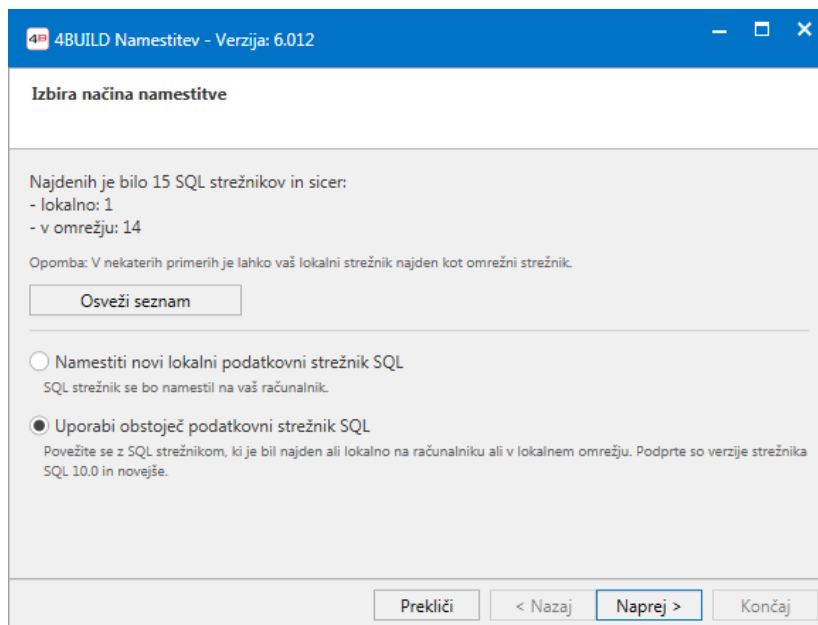 4B 4BUILD Namestitev - Verzija: 6.012
Izbira načina namestitve
Najdenih je bilo 15 SQL strežnikov in sicer:
- lokalno: 1
- v omrežju: 14
Opomba: V nekaterih primerih je lahko vaš lokalni strežnik najden kot omrežni strežnik.
Osveži seznam
Namestiti novi lokalni podatkovni strežnik SQL
SQL strežnik se bo namestil na vaš računalnik.
Uporabi obstoječ podatkovni strežnik SQL
Povežite se z SQL strežnikom, ki je bil najden ali lokalno na računalniku ali v lokalnem omrežju. Podprte so verzije strežnika
SQL 10.0 in novejše.
Prekliči < Nazaj Naprej > Končaj